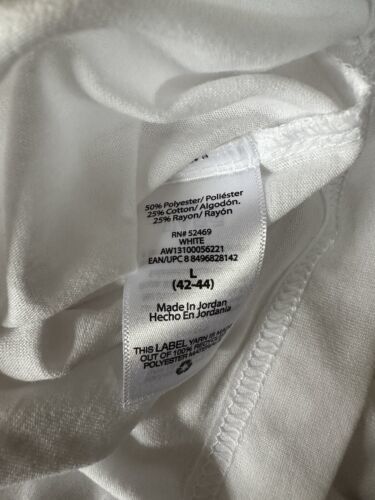 50% Polyester/ Poliéster
25% Cotton/ Algodón.
25% Rayon/ Rayón
RN# 52469
WHITE
AW13100056221
EAN/UPC 8 8496828142
L
(42-44)
Made in Jordan
Hecho En Jordania
THIS LABEL YARN IS MADE
OUT OF 100% RECYCLED
POLYESTER MATERIAL